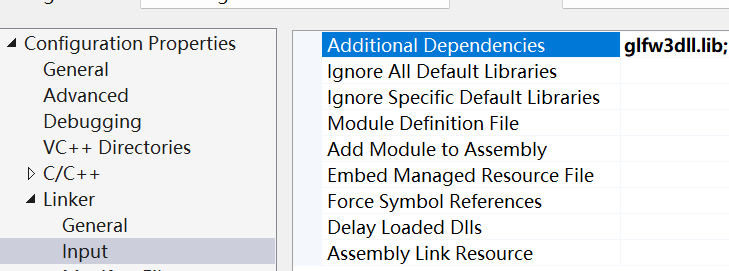 Configuration Properties
General
Advanced
Debugging
VC++ Directories
C/C++
Linker
General
Input
Additional Dependencies glfw3dll.lib;
Ignore All Default Libraries
Ignore Specific Default Libraries
Module Definition File
Add Module to Assembly
Embed Managed Resource File
Force Symbol References
Delay Loaded Dlls
Assembly Link Resource